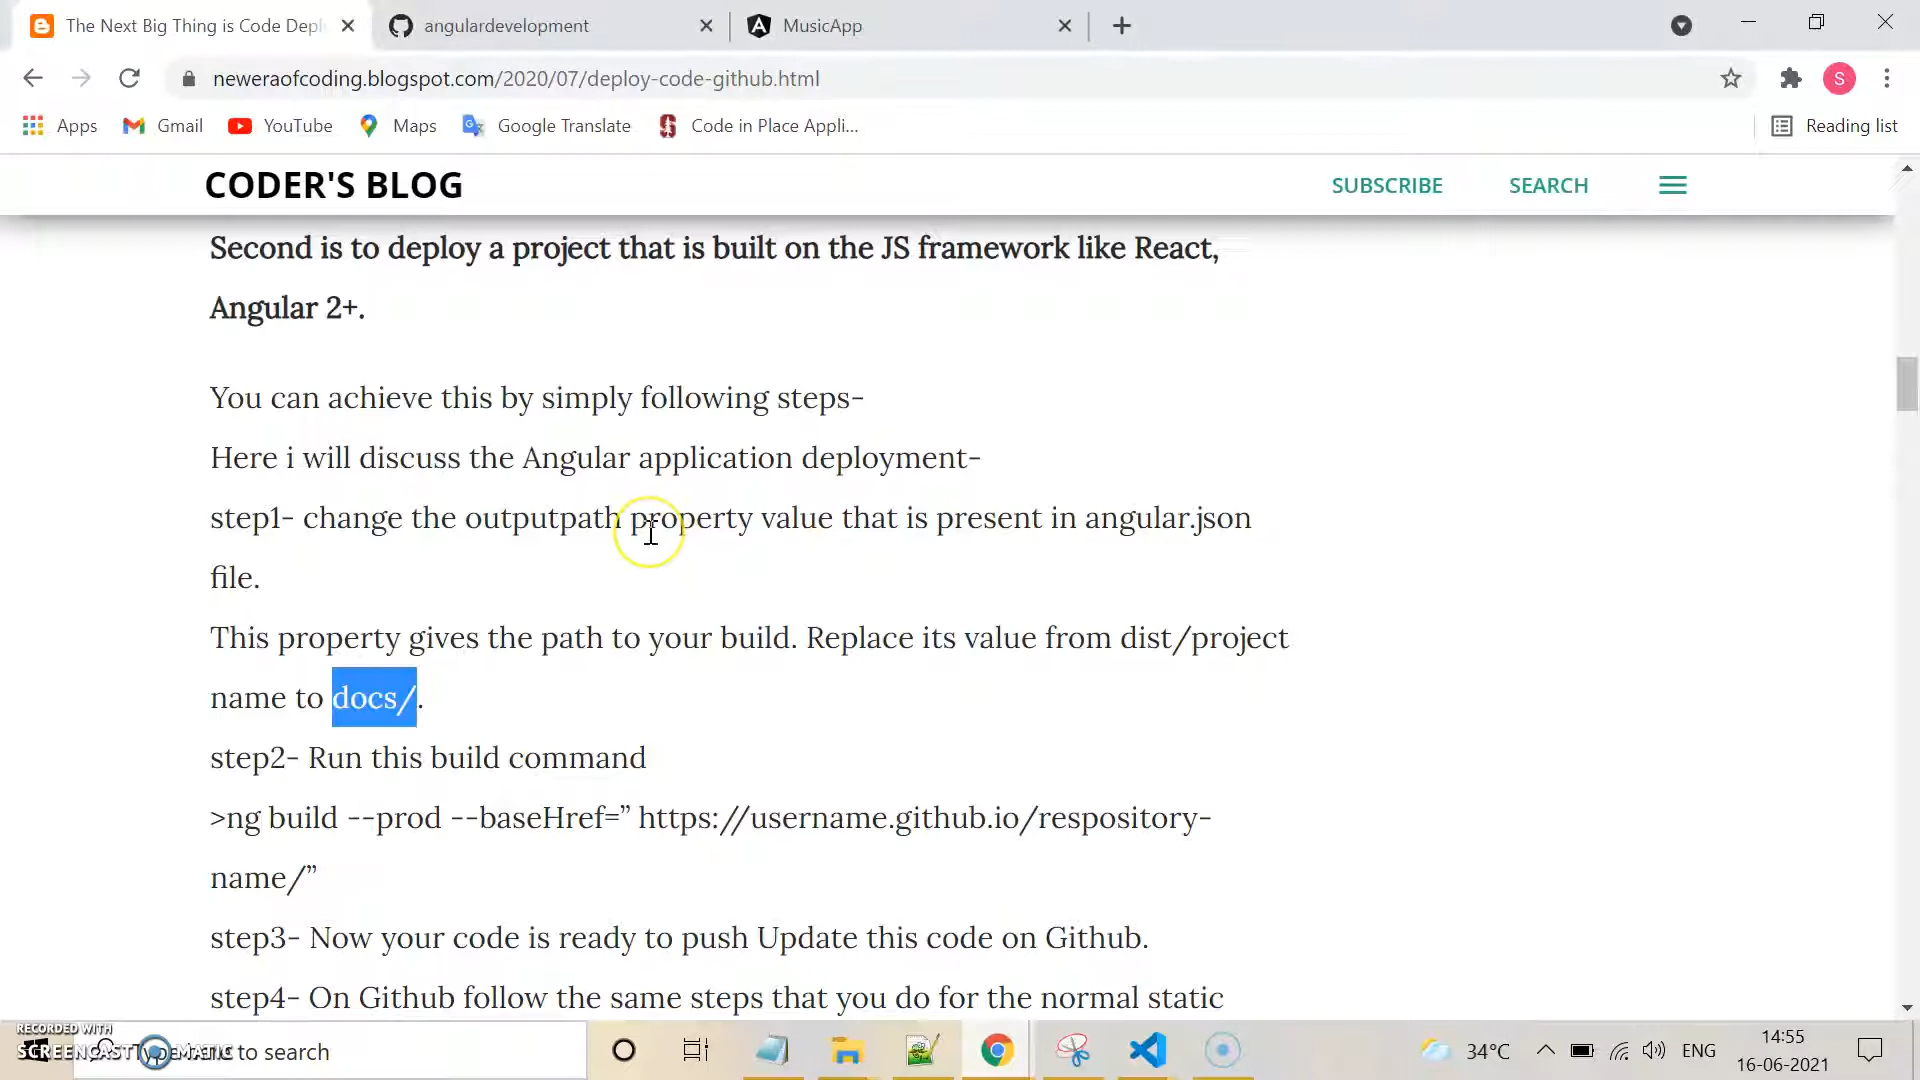 The Next Big Thing is Code Depl
angulardevelopment
MusicApp
neweraofcoding.blogspot.com/2020/07/deploy-code-github.html
S
Apps
Gmail
YouTube
Maps
Google Translate
Code in Place Appli...
Reading list
CODER'S BLOG
SUBSCRIBE
SEARCH
Second is to deploy a project that is built on the JS framework like React,
Angular 2+.
You can achieve this by simply following steps-
Here i will discuss the Angular application deployment-
step1- change the outputpath property value that is present in angular.json
file.
This property gives the path to your build. Replace its value from dist/project
name to docs/.
step2- Run this build command
>ng build --prod --baseHref=” https://username.github.io/respository-
name/”
step3- Now your code is ready to push Update this code on Github.
step4- On Github follow the same steps that you do for the normal static
RECORDED WITH
SCREENCAST MATIC
Type here to search
34°C
ENG
14:55
16-06-2021